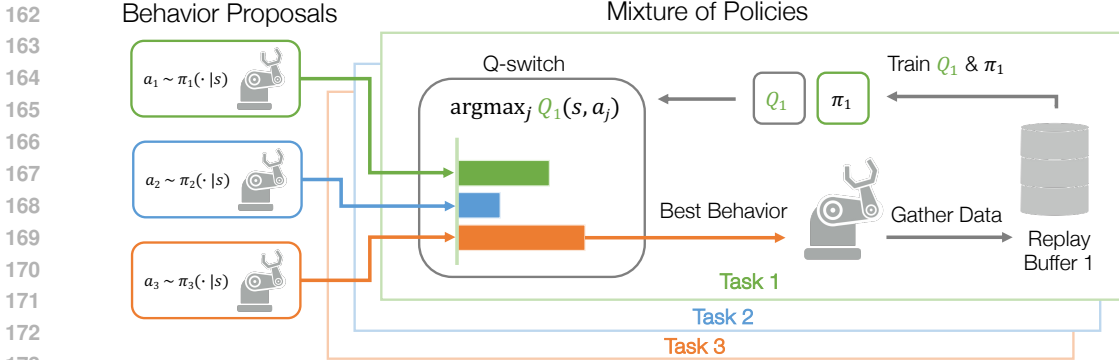 162
163
164
165
166
167
168
169
170
171
172
Behavior Proposals
a₁ ~ π₁(· |s)
a₂ ~ π₂(· |s)
a₃ ~ π₃(· |s)
Mixture of Policies
Q-switch
argmaxⱼ Q₁(s, aⱼ)
Q₁
π₁
Train Q₁ & π₁
Best Behavior
Gather Data
Replay
Buffer 1
Task 1
Task 2
Task 3